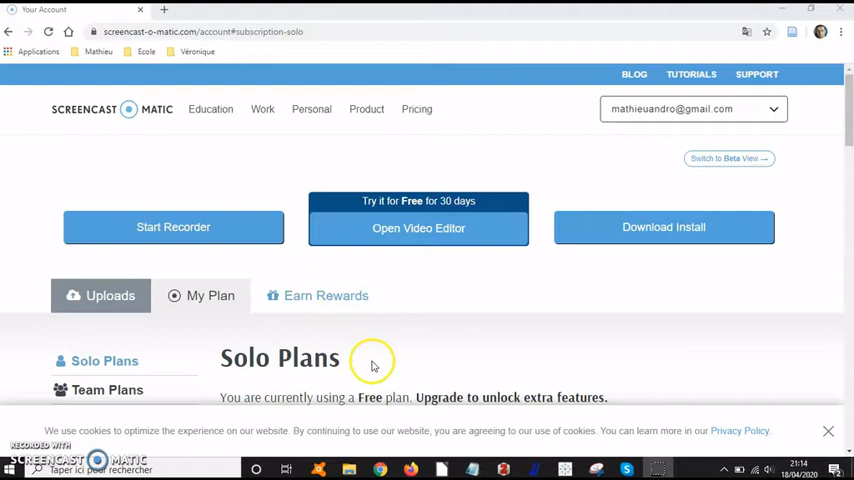 Your Account
screencast-o-matic.com/account#subscription-solo
Applications Mathieu École Véronique
BLOG TUTORIALS SUPPORT
SCREENCAST O MATIC Education Work Personal Product Pricing mathieuandro@gmail.com
Switch to Beta View →
Try it for Free for 30 days
Start Recorder Open Video Editor Download Install
Uploads My Plan Earn Rewards
Solo Plans Solo Plans
Team Plans
You are currently using a Free plan. Upgrade to unlock extra features.
We use cookies to optimize the experience on our website. By continuing to use our website, you are agreeing to our use of cookies. You can learn more in our Privacy Policy.
RECORDED WITH
SCREENCAST O MATIC
Taper ici pour rechercher
21:14
18/04/2020